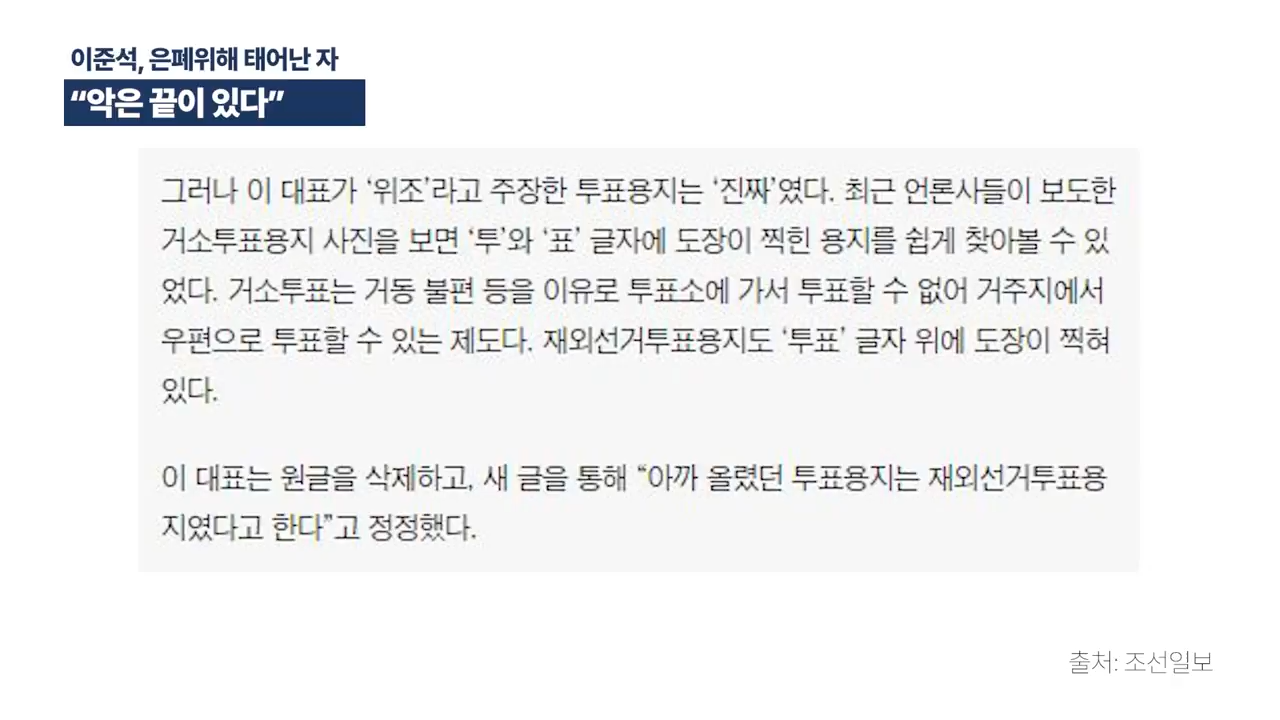 이준석, 은폐위해 태어난 자
“악은 끝이 있다”
그러나 이 대표가 ‘위조’라고 주장한 투표용지는 ‘진짜’였다. 최근 언론사들이 보도한
거소투표용지 사진을 보면 ‘투’와 ‘표’ 글자에 도장이 찍힌 용지를 쉽게 찾아볼 수 있
었다. 거소투표는 거동 불편 등을 이유로 투표소에 가서 투표할 수 없어 거주지에서
우편으로 투표할 수 있는 제도다. 재외선거투표용지도 ‘투표’ 글자 위에 도장이 찍혀
있다.
이 대표는 원글을 삭제하고, 새 글을 통해 “아까 올렸던 투표용지는 재외선거투표용
지였다고 한다”고 정정했다.
출처: 조선일보